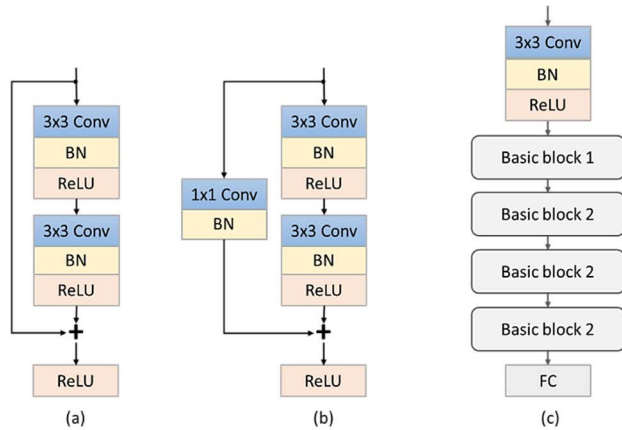 3x3 Conv
BN
ReLU
3x3 Conv
BN
ReLU
+
ReLU
(a)
3x3 Conv
BN
ReLU
1x1 Conv
BN
3x3 Conv
BN
ReLU
+
ReLU
(b)
3x3 Conv
BN
ReLU
Basic block 1
Basic block 2
Basic block 2
Basic block 2
FC
(c)